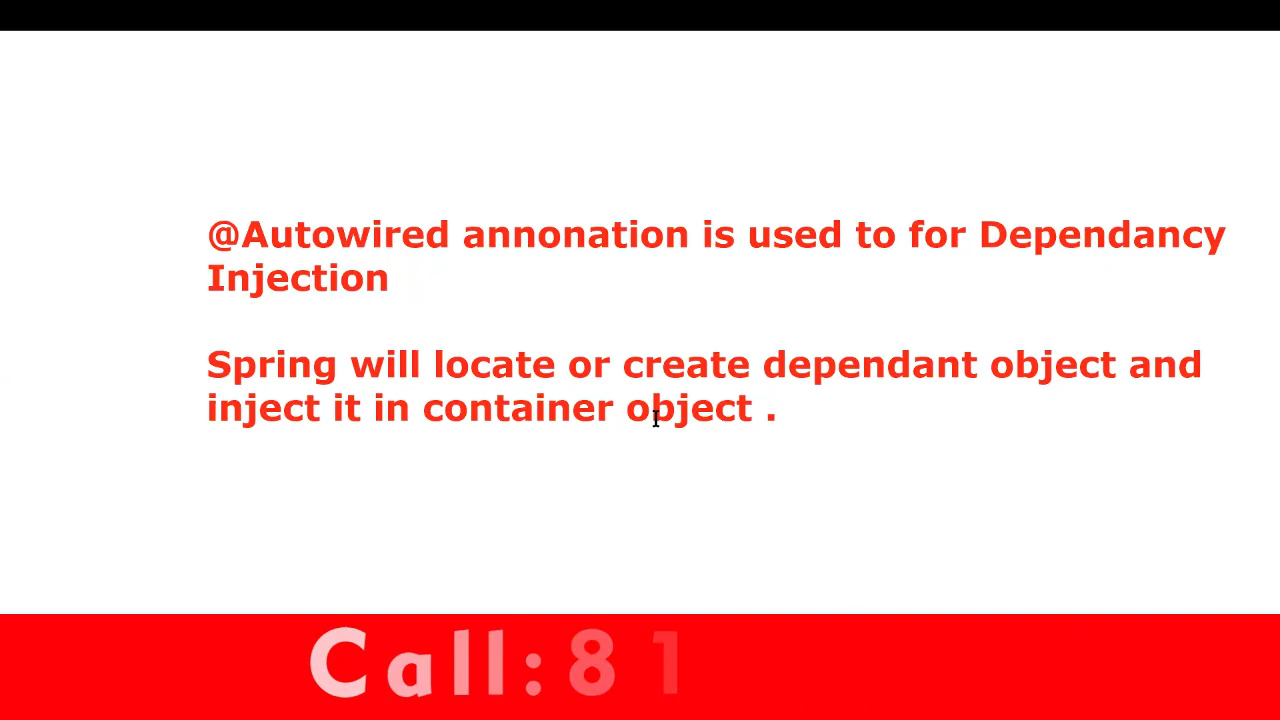 @Autowired annonation is used to for Dependancy
Injection
Spring will locate or create dependant object and
inject it in container object .
Call:81